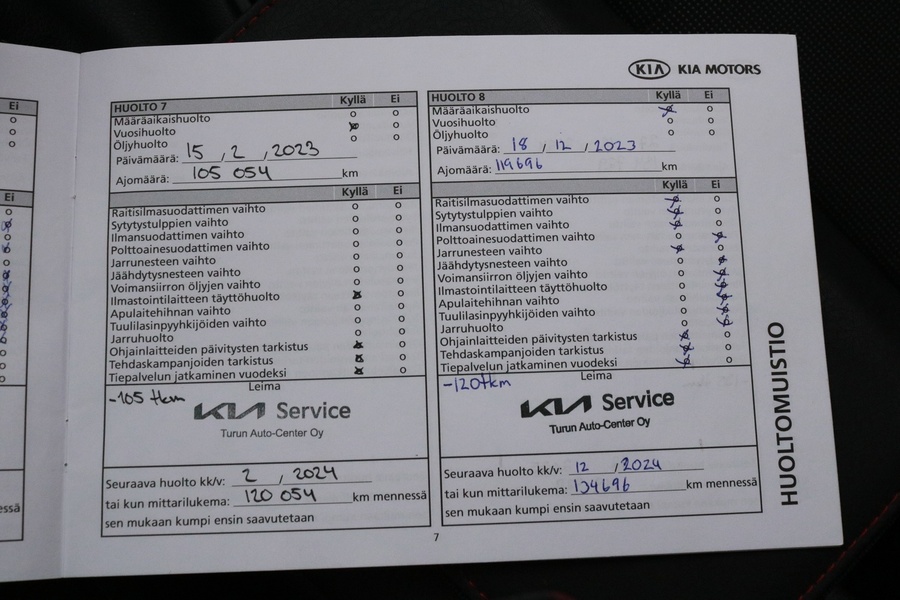 KIA KIA MOTORS
Ei
Ei
HUOLTO 7 Kyllä Ei
Määräaikaishuolto
Vuosihuolto
Öljyhuolto
Päivämäärä: 15 , 2 , 2023
Ajomäärä: 105 054 km
Kyllä Ei
Raitisilmasuodattimen vaihto
Sytytystulppien vaihto
Ilmansuodattimen vaihto
Polttoainesuodattimen vaihto
Jarrunesteen vaihto
Jäähdytysnesteen vaihto
Voimansiirron öljyjen vaihto
Ilmastointilaitteen täyttöhuolto
Apulaitehihnan vaihto
Tuulilasinpyyhkijöiden vaihto
Jarruhuolto
Ohjainlaitteiden päivitysten tarkistus
Tehdaskampanjoiden tarkistus
Tiepalvelun jatkaminen vuodeksi
Leima
-105 tkm
KIA Service
Turun Auto-Center Oy
Seuraava huolto kk/v: 2 , 2024
tai kun mittarilukema: 120 054 km mennessä
sen mukaan kumpi ensin saavutetaan
HUOLTO 8 Kyllä Ei
Määräaikaishuolto
Vuosihuolto
Öljyhuolto
Päivämäärä: 18 , 12 , 2023
Ajomäärä: 119696 km
Kyllä Ei
Raitisilmasuodattimen vaihto
Sytytystulppien vaihto
Ilmansuodattimen vaihto
Polttoainesuodattimen vaihto
Jarrunesteen vaihto
Jäähdytysnesteen vaihto
Voimansiirron öljyjen vaihto
Ilmastointilaitteen täyttöhuolto
Apulaitehihnan vaihto
Tuulilasinpyyhkijöiden vaihto
Jarruhuolto
Ohjainlaitteiden päivitysten tarkistus
Tehdaskampanjoiden tarkistus
Tiepalvelun jatkaminen vuodeksi
Leima
-120tkm
KIA Service
Turun Auto-Center Oy
Seuraava huolto kk/v: 12 , 2024
tai kun mittarilukema: 134696 km mennessä
sen mukaan kumpi ensin saavutetaan
HUOLTOMUISTIO
7